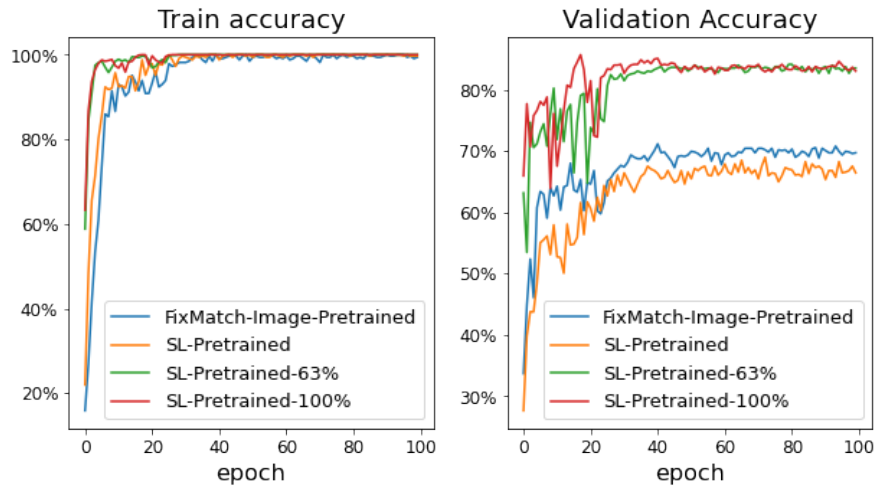 Train accuracy
100%
80%
60%
40%
20%
0
20
40
60
80
100
epoch
FixMatch-Image-Pretrained
SL-Pretrained
SL-Pretrained-63%
SL-Pretrained-100%
Validation Accuracy
80%
70%
60%
50%
40%
30%
0
20
40
60
80
100
epoch
FixMatch-Image-Pretrained
SL-Pretrained
SL-Pretrained-63%
SL-Pretrained-100%